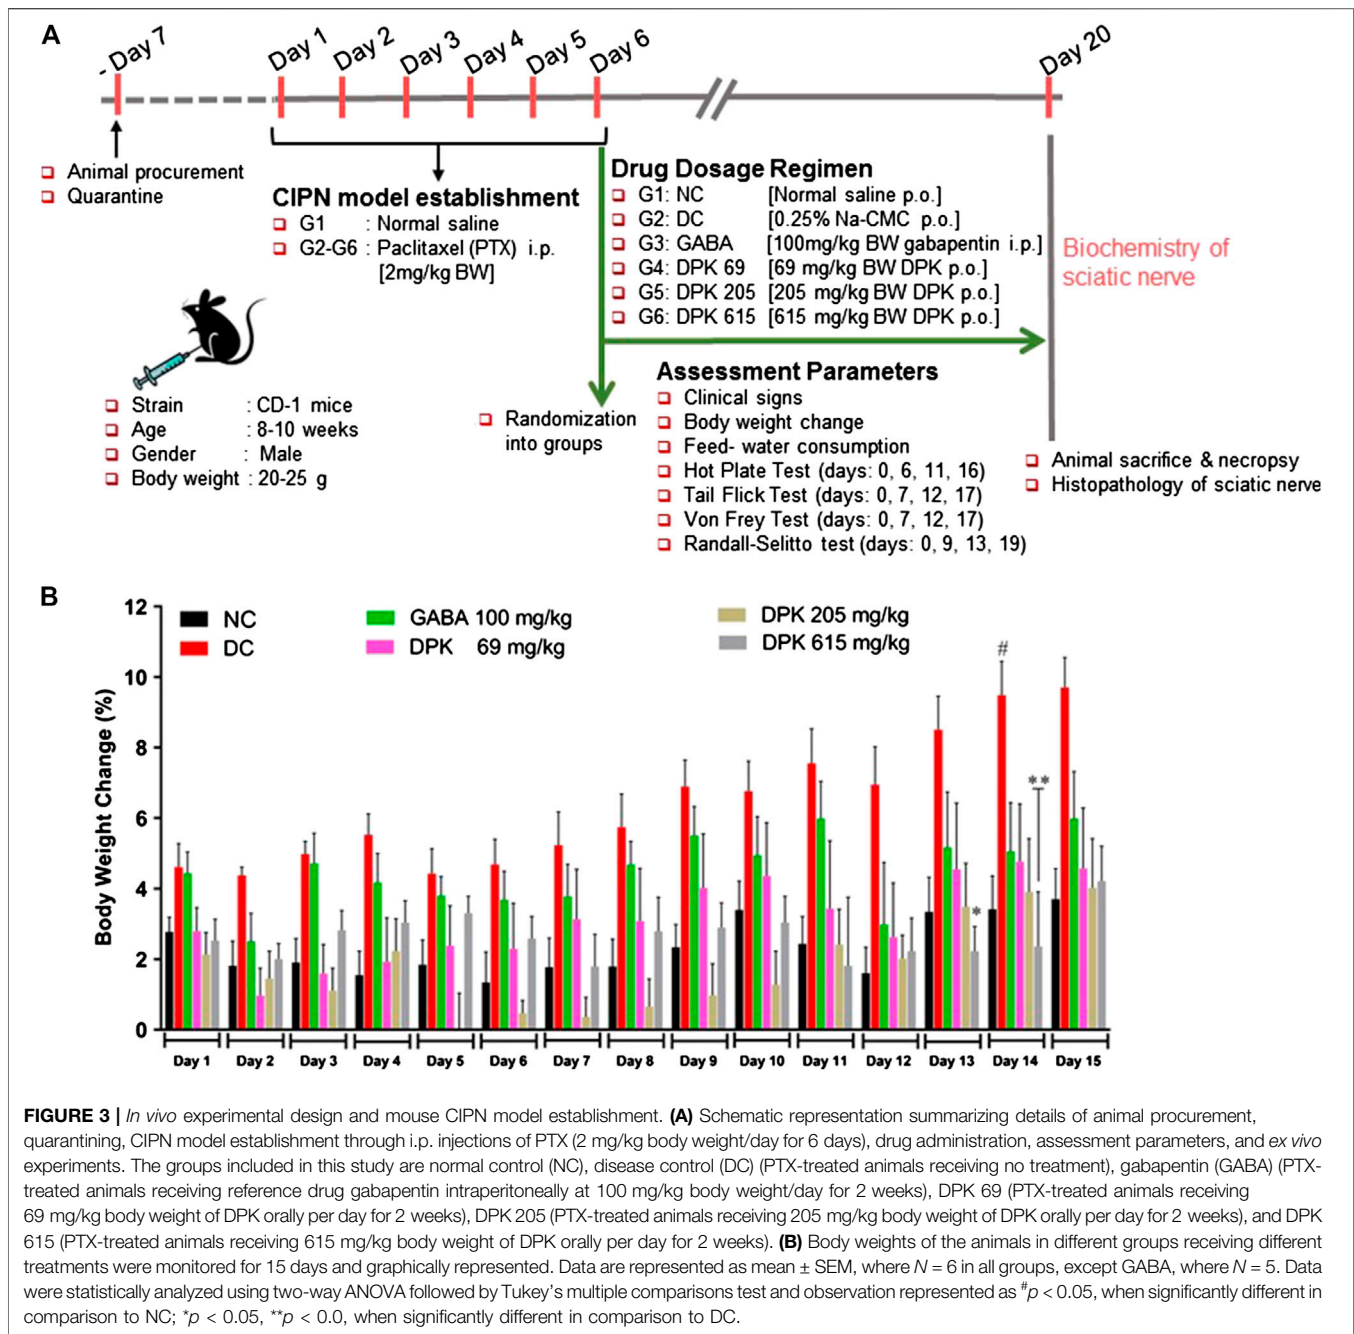 A
- Day 7
Day 1
Day 2
Day 3
Day 4
Day 5
Day 6
Day 20
Animal procurement
Quarantine
CIPN model establishment
G1 : Normal saline
G2-G6 : Paclitaxel (PTX) i.p.
[2mg/kg BW]
Drug Dosage Regimen
G1: NC [Normal saline p.o.]
G2: DC [0.25% Na-CMC p.o.]
G3: GABA [100mg/kg BW gabapentin i.p.]
G4: DPK 69 [69 mg/kg BW DPK p.o.]
G5: DPK 205 [205 mg/kg BW DPK p.o.]
G6: DPK 615 [615 mg/kg BW DPK p.o.]
Biochemistry of
sciatic nerve
Strain : CD-1 mice
Age : 8-10 weeks
Gender : Male
Body weight : 20-25 g
Randomization
into groups
Assessment Parameters
Clinical signs
Body weight change
Feed- water consumption
Hot Plate Test (days: 0, 6, 11, 16)
Tail Flick Test (days: 0, 7, 12, 17)
Von Frey Test (days: 0, 7, 12, 17)
Randall-Selitto test (days: 0, 9, 13, 19)
Animal sacrifice & necropsy
Histopathology of sciatic nerve
B
NC
DC
GABA 100 mg/kg
DPK 69 mg/kg
DPK 205 mg/kg
DPK 615 mg/kg
Body Weight Change (%)
12
10
8
6
4
2
0
#
**
*
Day 1 Day 2 Day 3 Day 4 Day 5 Day 6 Day 7 Day 8 Day 9 Day 10 Day 11 Day 12 Day 13 Day 14 Day 15
FIGURE 3 | In vivo experimental design and mouse CIPN model establishment. (A) Schematic representation summarizing details of animal procurement,
quarantining, CIPN model establishment through i.p. injections of PTX (2 mg/kg body weight/day for 6 days), drug administration, assessment parameters, and ex vivo
experiments. The groups included in this study are normal control (NC), disease control (DC) (PTX-treated animals receiving no treatment), gabapentin (GABA) (PTX-
treated animals receiving reference drug gabapentin intraperitoneally at 100 mg/kg body weight/day for 2 weeks), DPK 69 (PTX-treated animals receiving
69 mg/kg body weight of DPK orally per day for 2 weeks), DPK 205 (PTX-treated animals receiving 205 mg/kg body weight of DPK orally per day for 2 weeks), and DPK
615 (PTX-treated animals receiving 615 mg/kg body weight of DPK orally per day for 2 weeks). (B) Body weights of the animals in different groups receiving different
treatments were monitored for 15 days and graphically represented. Data are represented as mean ± SEM, where N = 6 in all groups, except GABA, where N = 5. Data
were statistically analyzed using two-way ANOVA followed by Tukey's multiple comparisons test and observation represented as #p < 0.05, when significantly different in
comparison to NC; *p < 0.05, **p < 0.0, when significantly different in comparison to DC.